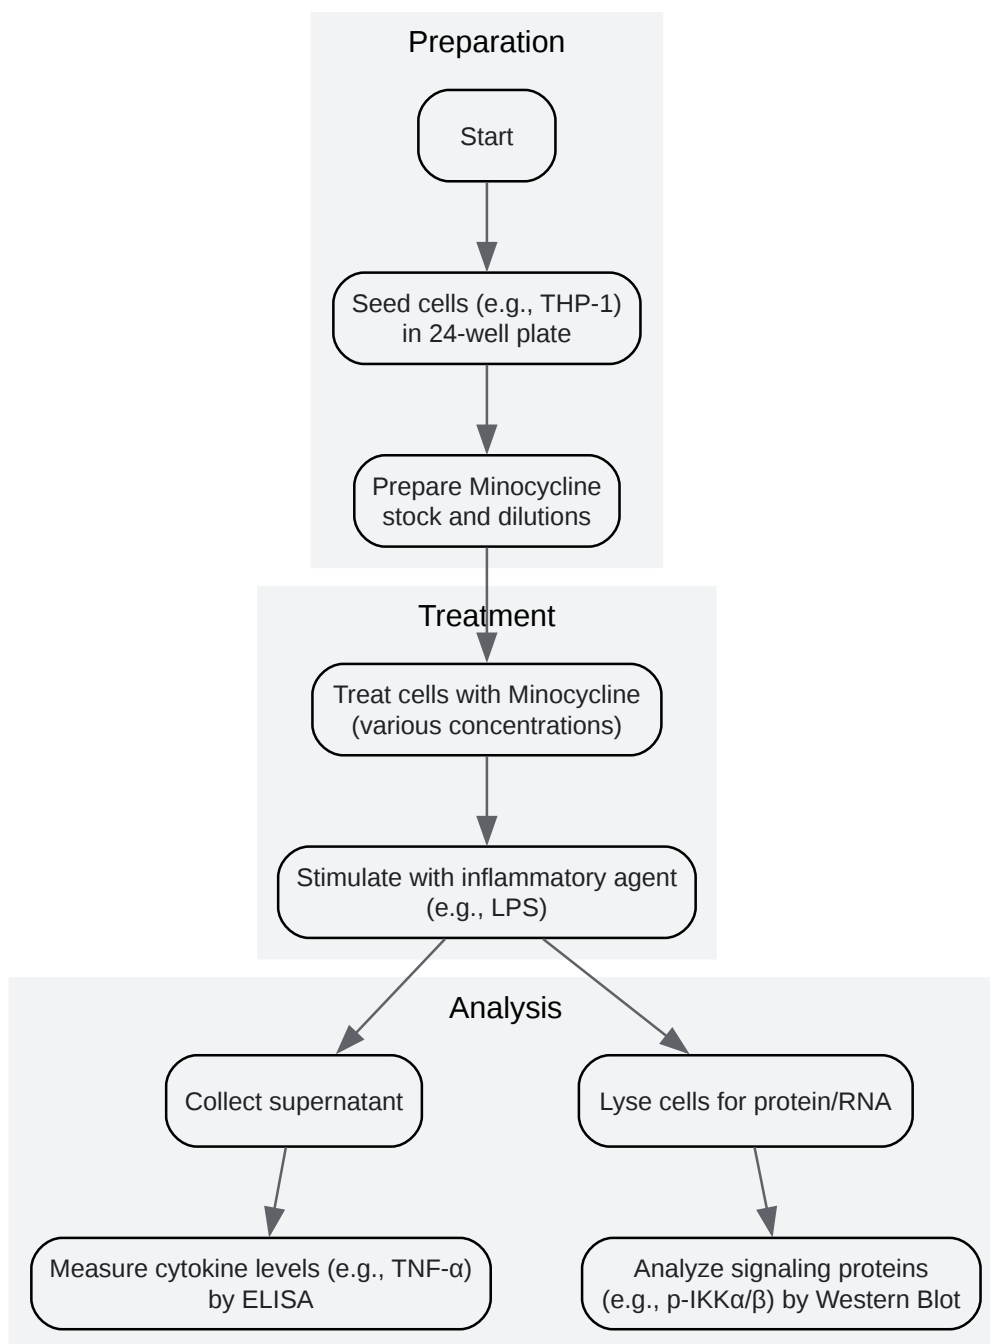 Preparation
Start
Seed cells (e.g., THP-1)
in 24-well plate
Prepare Minocycline
stock and dilutions
Treatment
Treat cells with Minocycline
(various concentrations)
Stimulate with inflammatory agent
(e.g., LPS)
Analysis
Collect supernatant
Lyse cells for protein/RNA
Measure cytokine levels (e.g., TNF-α)
by ELISA
Analyze signaling proteins
(e.g., p-IKKα/β) by Western Blot